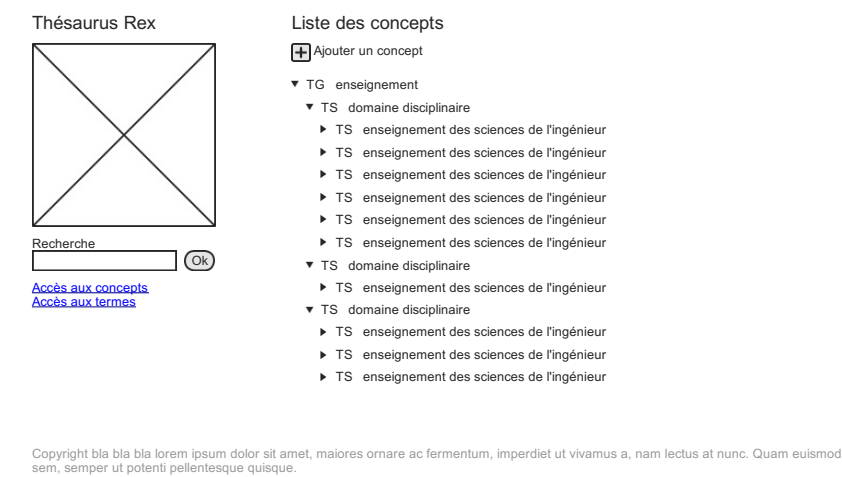 Thésaurus Rex
Recherche
Ok
Accès aux concepts
Accès aux termes
Liste des concepts
Ajouter un concept
TG enseignement
TS domaine disciplinaire
TS enseignement des sciences de l'ingénieur
TS enseignement des sciences de l'ingénieur
TS enseignement des sciences de l'ingénieur
TS enseignement des sciences de l'ingénieur
TS enseignement des sciences de l'ingénieur
TS enseignement des sciences de l'ingénieur
TS domaine disciplinaire
TS enseignement des sciences de l'ingénieur
TS domaine disciplinaire
TS enseignement des sciences de l'ingénieur
TS enseignement des sciences de l'ingénieur
TS enseignement des sciences de l'ingénieur
Copyright bla bla bla lorem ipsum dolor sit amet, maiores ornare ac fermentum, imperdiet ut vivamus a, nam lectus at nunc. Quam euismod
sem, semper ut potenti pellentesque quisque.